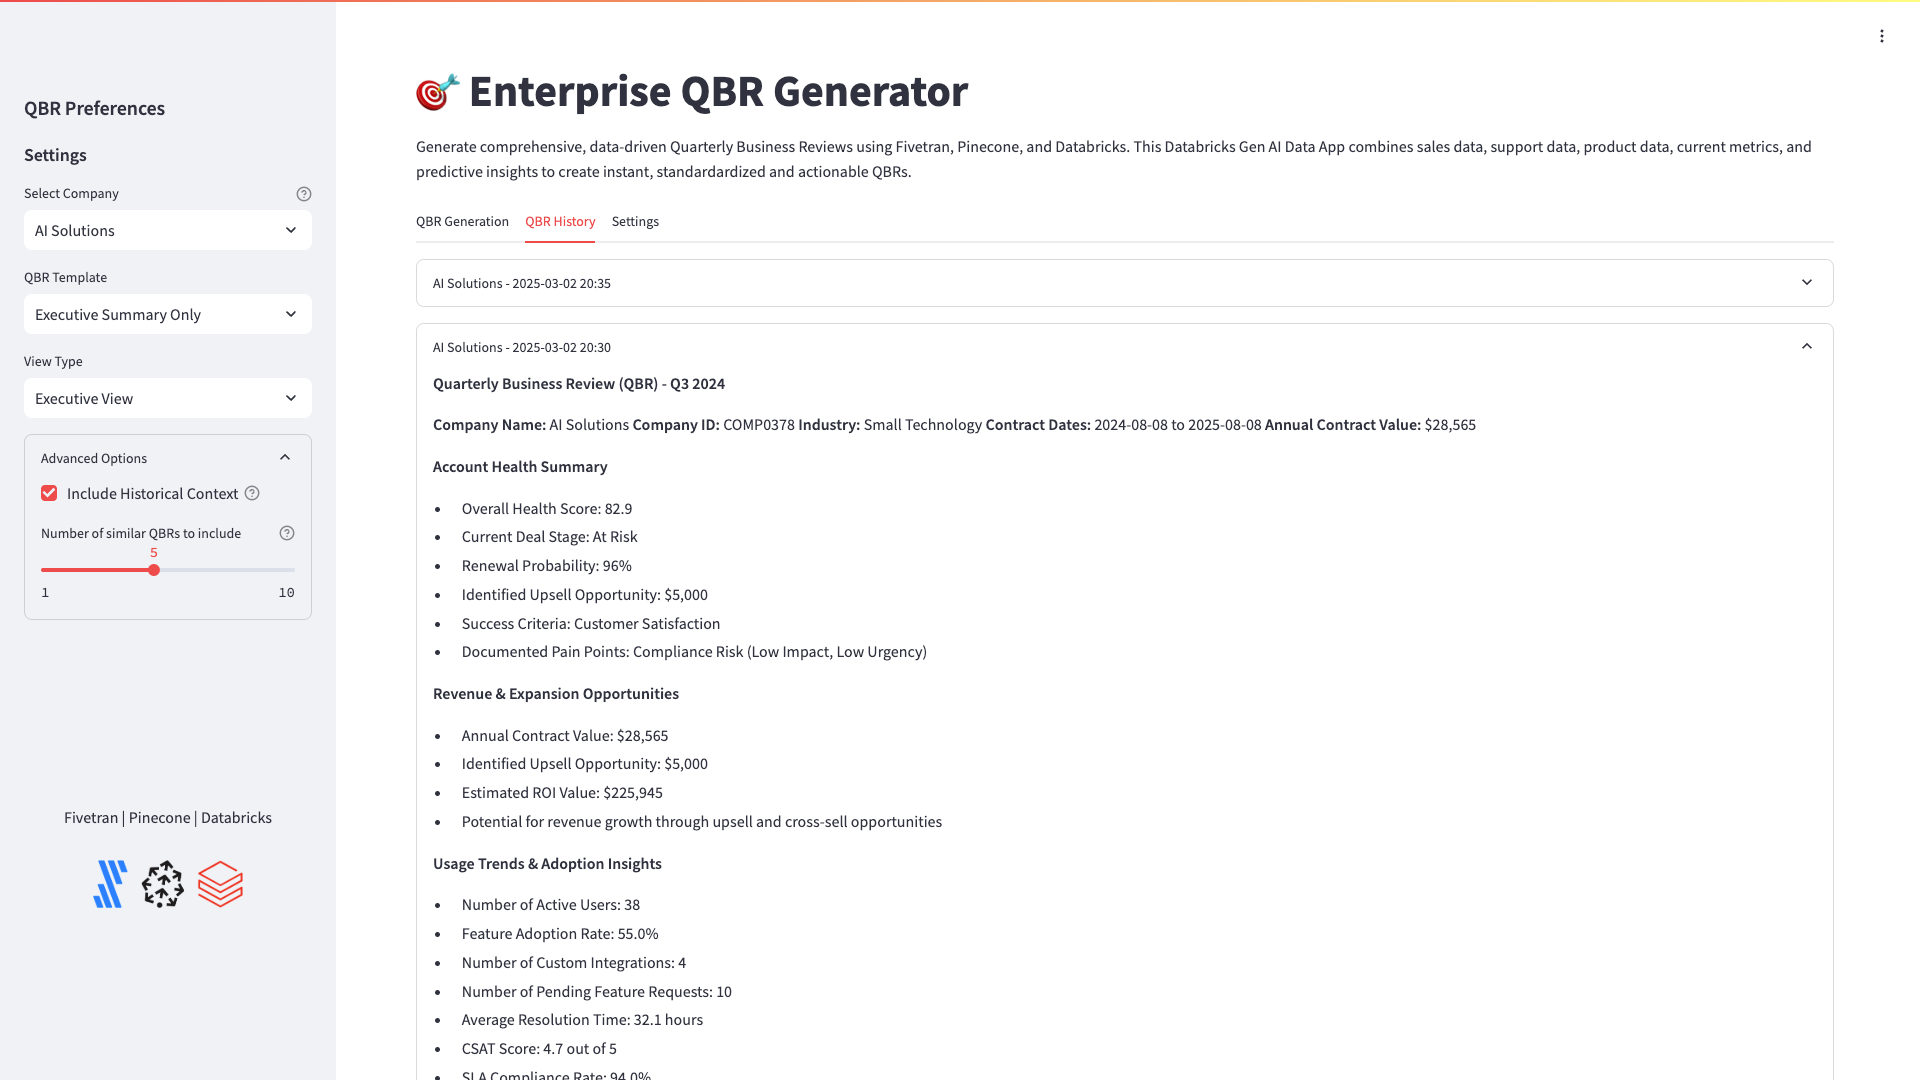 QBR Preferences
Settings
Select Company
AI Solutions
QBR Template
Executive Summary Only
View Type
Executive View
Advanced Options
Include Historical Context
Number of similar QBRs to include
5
1 10
Fivetran | Pinecone | Databricks
Enterprise QBR Generator
Generate comprehensive, data-driven Quarterly Business Reviews using Fivetran, Pinecone, and Databricks. This Databricks Gen AI Data App combines sales data, support data, product data, current metrics, and
predictive insights to create instant, standardardized and actionable QBRs.
QBR Generation QBR History Settings
AI Solutions - 2025-03-02 20:35
AI Solutions - 2025-03-02 20:30
Quarterly Business Review (QBR) - Q3 2024
Company Name: AI Solutions Company ID: COMP0378 Industry: Small Technology Contract Dates: 2024-08-08 to 2025-08-08 Annual Contract Value: $28,565
Account Health Summary
• Overall Health Score: 82.9
• Current Deal Stage: At Risk
• Renewal Probability: 96%
• Identified Upsell Opportunity: $5,000
• Success Criteria: Customer Satisfaction
• Documented Pain Points: Compliance Risk (Low Impact, Low Urgency)
Revenue & Expansion Opportunities
• Annual Contract Value: $28,565
• Identified Upsell Opportunity: $5,000
• Estimated ROI Value: $225,945
• Potential for revenue growth through upsell and cross-sell opportunities
Usage Trends & Adoption Insights
• Number of Active Users: 38
• Feature Adoption Rate: 55.0%
• Number of Custom Integrations: 4
• Number of Pending Feature Requests: 10
• Average Resolution Time: 32.1 hours
• CSAT Score: 4.7 out of 5
• SLA Compliance Rate: 94.0%